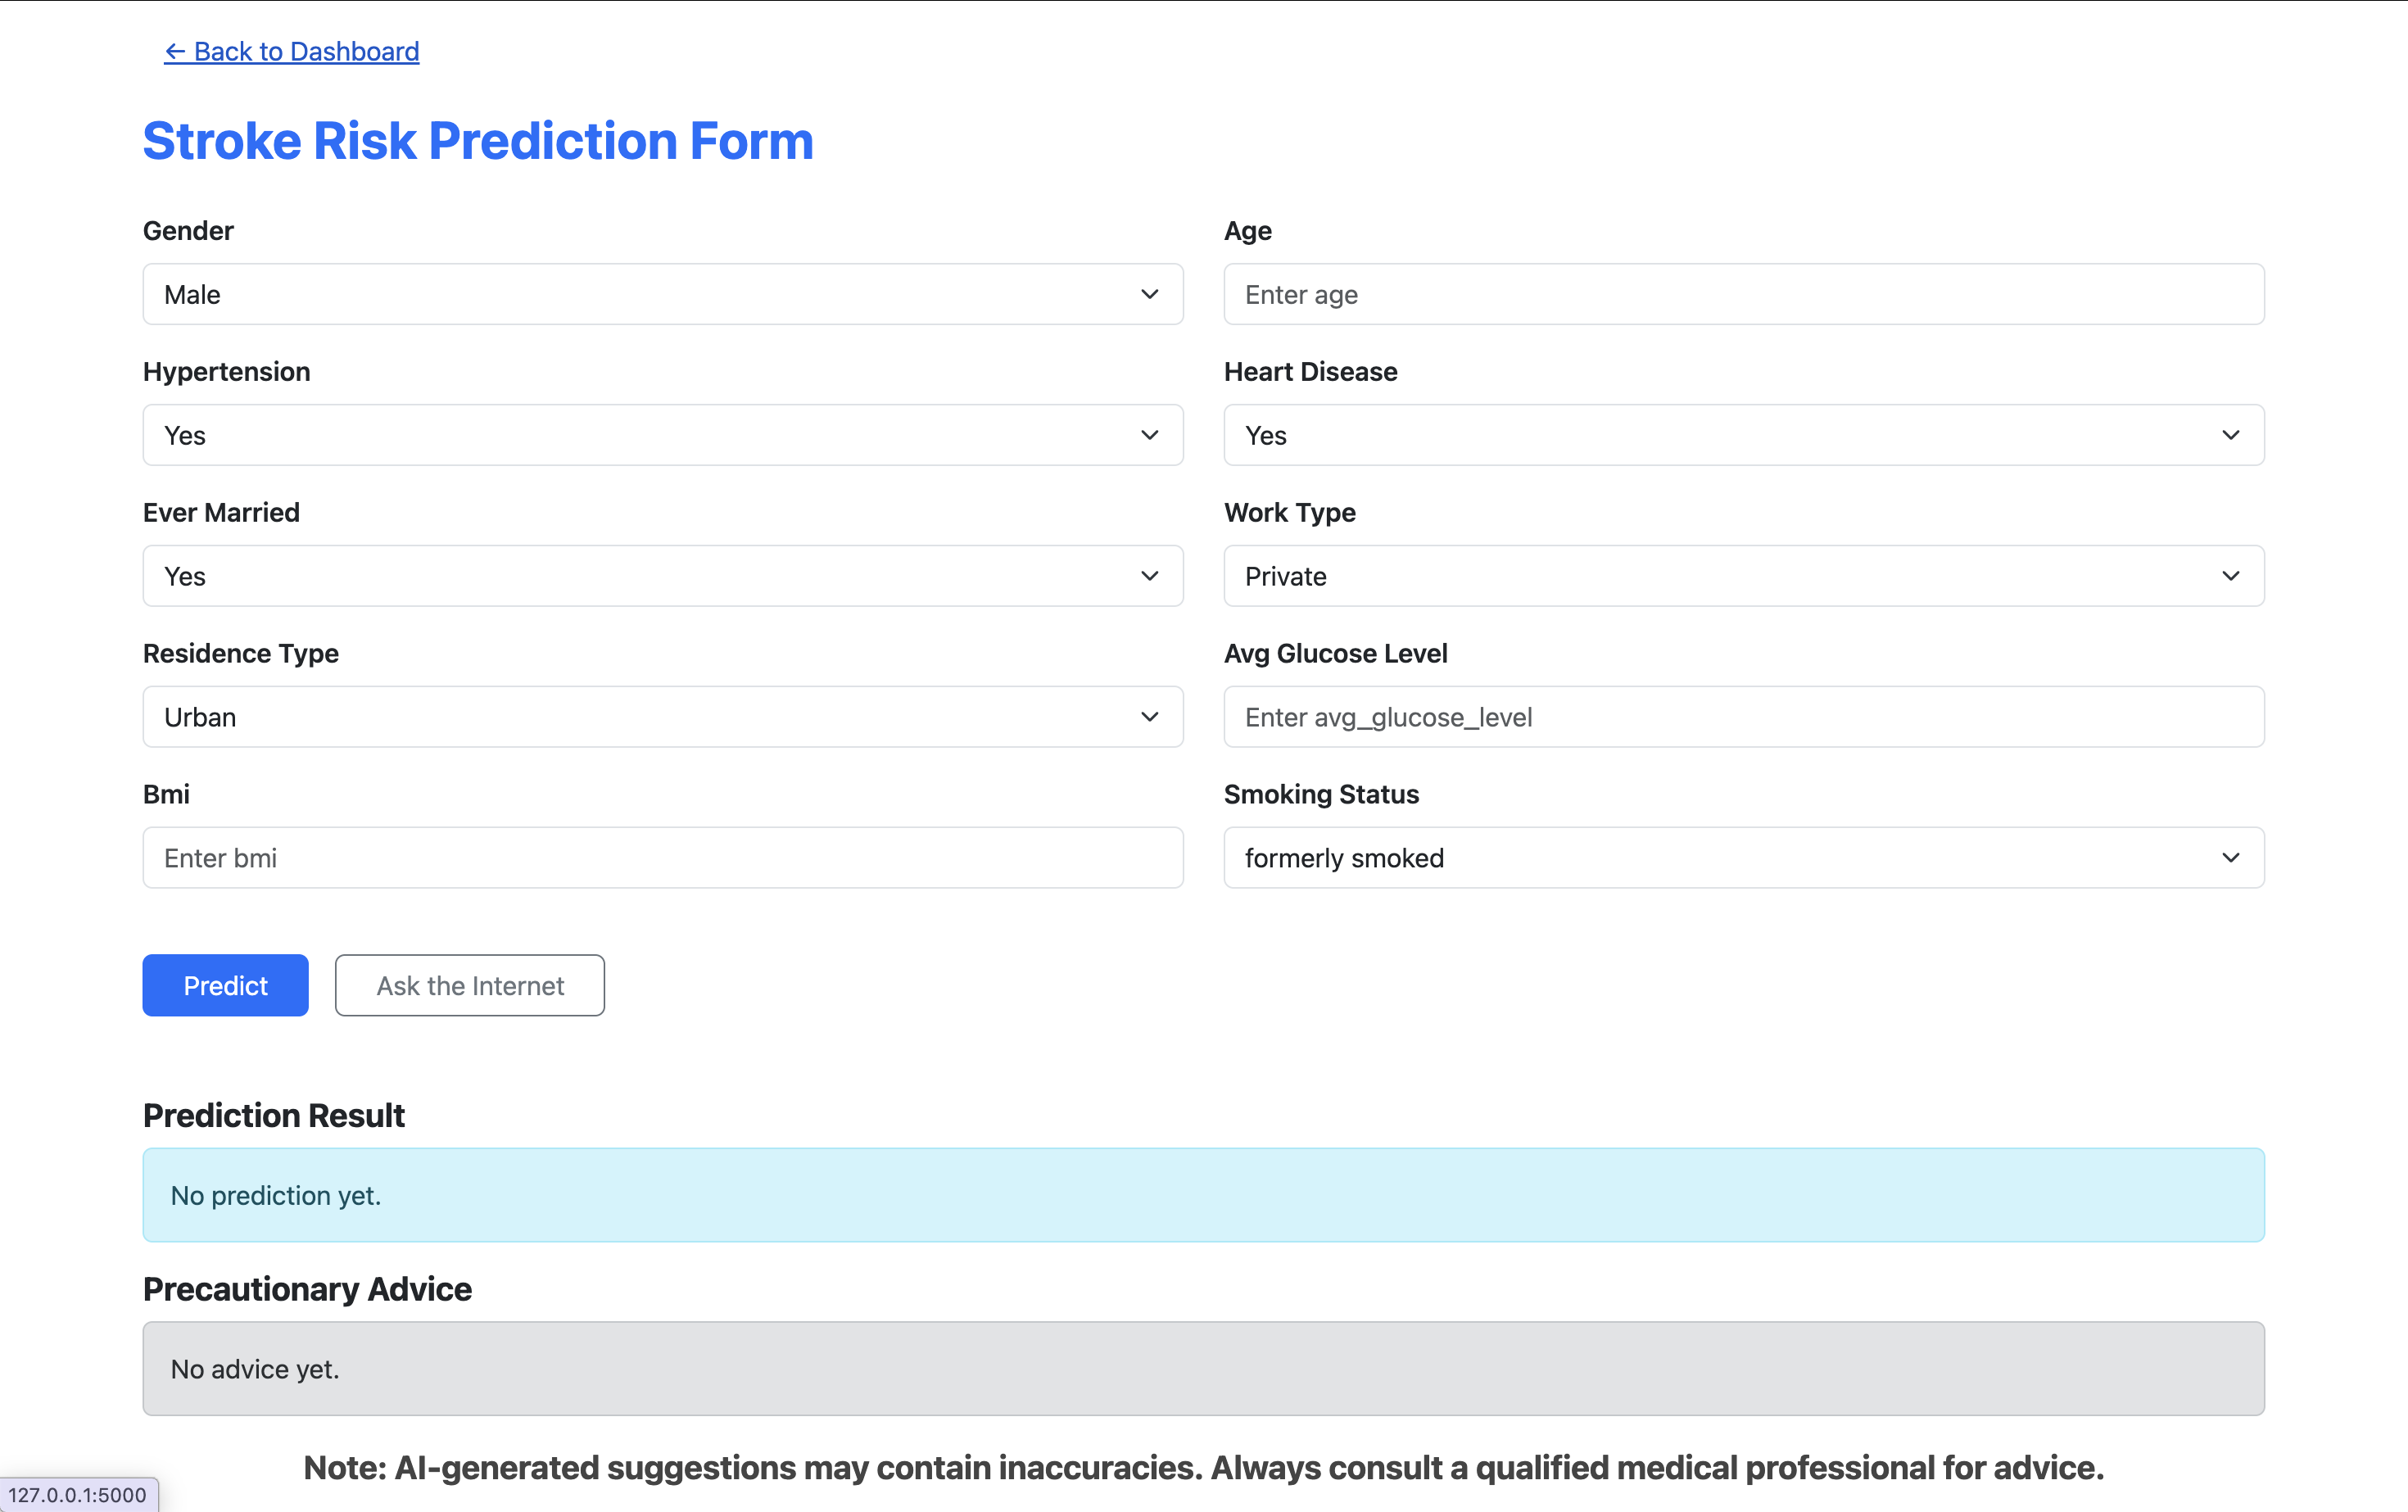 ← Back to Dashboard
Stroke Risk Prediction Form
Gender
Age
Male
Enter age
Hypertension
Heart Disease
Yes
Yes
Ever Married
Work Type
Yes
Private
Residence Type
Avg Glucose Level
Urban
Enter avg_glucose_level
Bmi
Smoking Status
Enter bmi
formerly smoked
Predict
Ask the Internet
Prediction Result
No prediction yet.
Precautionary Advice
No advice yet.
Note: AI-generated suggestions may contain inaccuracies. Always consult a qualified medical professional for advice.
127.0.0.1:5000